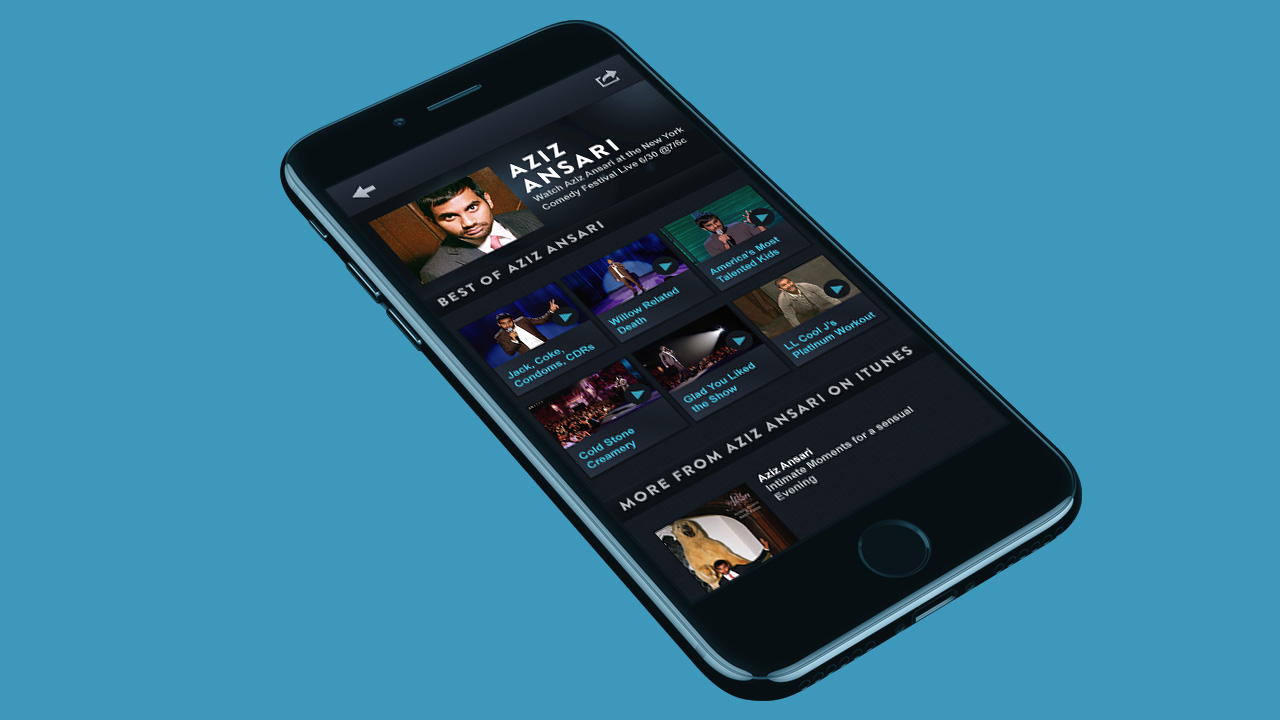 AZIZ
ANSARI
Watch Aziz Ansari at the New York
Comedy Festival Live 6/30 @7/6c
BEST OF AZIZ ANSARI
Jack, Coke,
Condoms, CDRs
Willow Related
Death
America's Most
Talented Kids
Cold Stone
Creamery
Glad You Liked
the Show
LL Cool J's
Platinum Workout
MORE FROM AZIZ ANSARI ON ITUNES
Aziz Ansari
Intimate Moments for a sensual
Evening